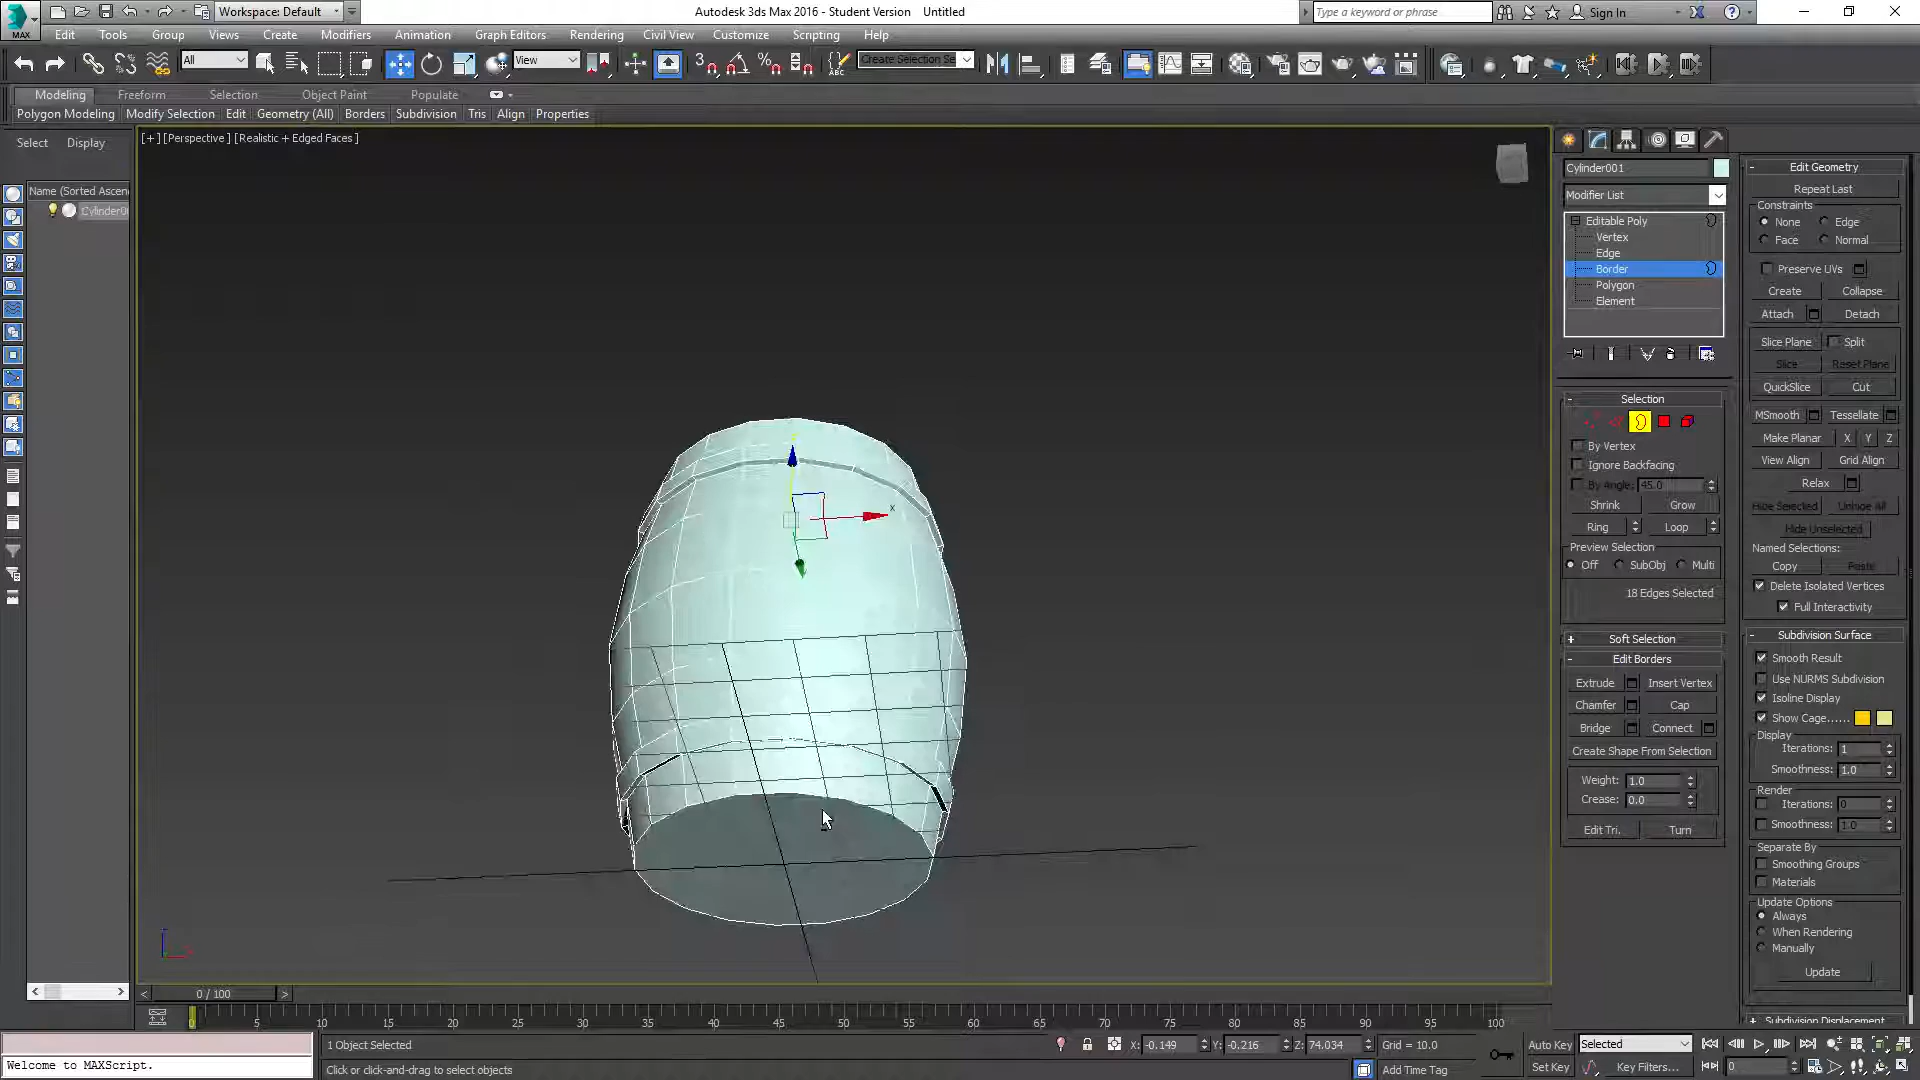 Workspace: Default
Autodesk 3ds Max 2016 - Student Version    Untitled
Type a keyword or phrase
Sign In
MAX
Edit Tools Group Views Create Modifiers Animation Graph Editors Rendering Civil View Customize Scripting Help
All
View
Create Selection Se
Modeling Freeform Selection Object Paint Populate
Polygon Modeling Modify Selection Edit Geometry (All) Borders Subdivision Tris Align Properties
Select Display
[+] [Perspective] [Realistic + Edged Faces]
Name (Sorted Ascen
Cylinder00
x
Cylinder001
Modifier List
Editable Poly
Vertex
Edge
Border
Polygon
Element
Selection
By Vertex
Ignore Backfacing
By Angle: 45.0
Shrink Grow
Ring Loop
Preview Selection
Off SubObj Multi
18 Edges Selected
+ Soft Selection
- Edit Borders
Extrude Insert Vertex
Chamfer Cap
Bridge Connect
Create Shape From Selection
Weight: 1.0
Crease: 0.0
Edit Tri. Turn
- Edit Geometry
Repeat Last
Constraints
None Edge
Face Normal
Preserve UVs
Create Collapse
Attach Detach
Slice Plane Split
Slice Reset Plane
QuickSlice Cut
MSmooth Tessellate
Make Planar X Y Z
View Align Grid Align
Relax
Hide Selected Unhide All
Hide Unselected
Named Selections:
Copy Paste
Delete Isolated Vertices
Full Interactivity
- Subdivision Surface
Smooth Result
Use NURMS Subdivision
Isoline Display
Show Cage......
Display
Iterations: 1
Smoothness: 1.0
Render
Iterations: 0
Smoothness: 1.0
Separate By
Smoothing Groups
Materials
Update Options
Always
When Rendering
Manually
Update
+ Subdivision Displacement
0 / 100
0 5 10 15 20 25 30 35 40 45 50 55 60 65 70 75 80 85 90 95 100
1 Object Selected
X: -0.149 Y: -0.216 Z: 74.034 Grid = 10.0
Auto Key Selected
Welcome to MAXScript.
Click or click-and-drag to select objects
Add Time Tag
Set Key Key Filters... 0